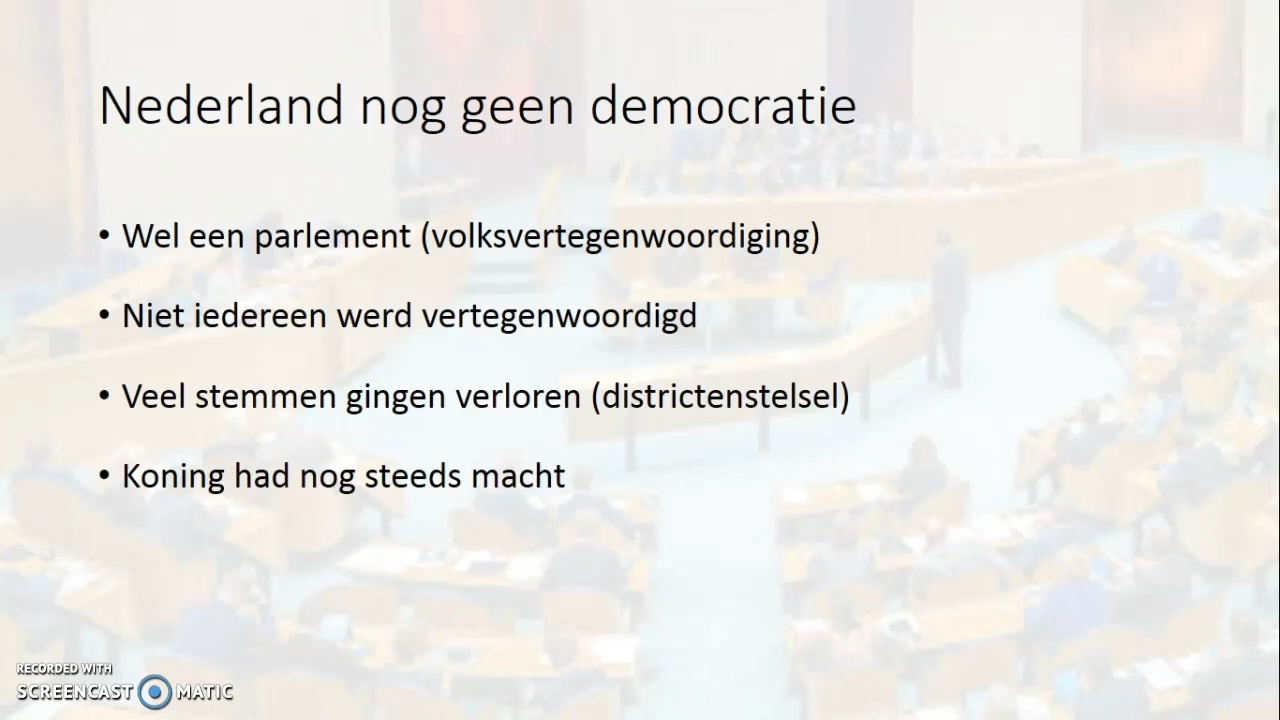 Nederland nog geen democratie
• Wel een parlement (volksvertegenwoordiging)
• Niet iedereen werd vertegenwoordigd
• Veel stemmen gingen verloren (districtenstelsel)
• Koning had nog steeds macht
RECORDED WITH
SCREENCAST MATIC